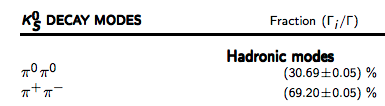 K⁰_S DECAY MODES Fraction (Γᵢ/Γ)
Hadronic modes
π⁰π⁰ (30.69±0.05) %
π⁺π⁻ (69.20±0.05) %